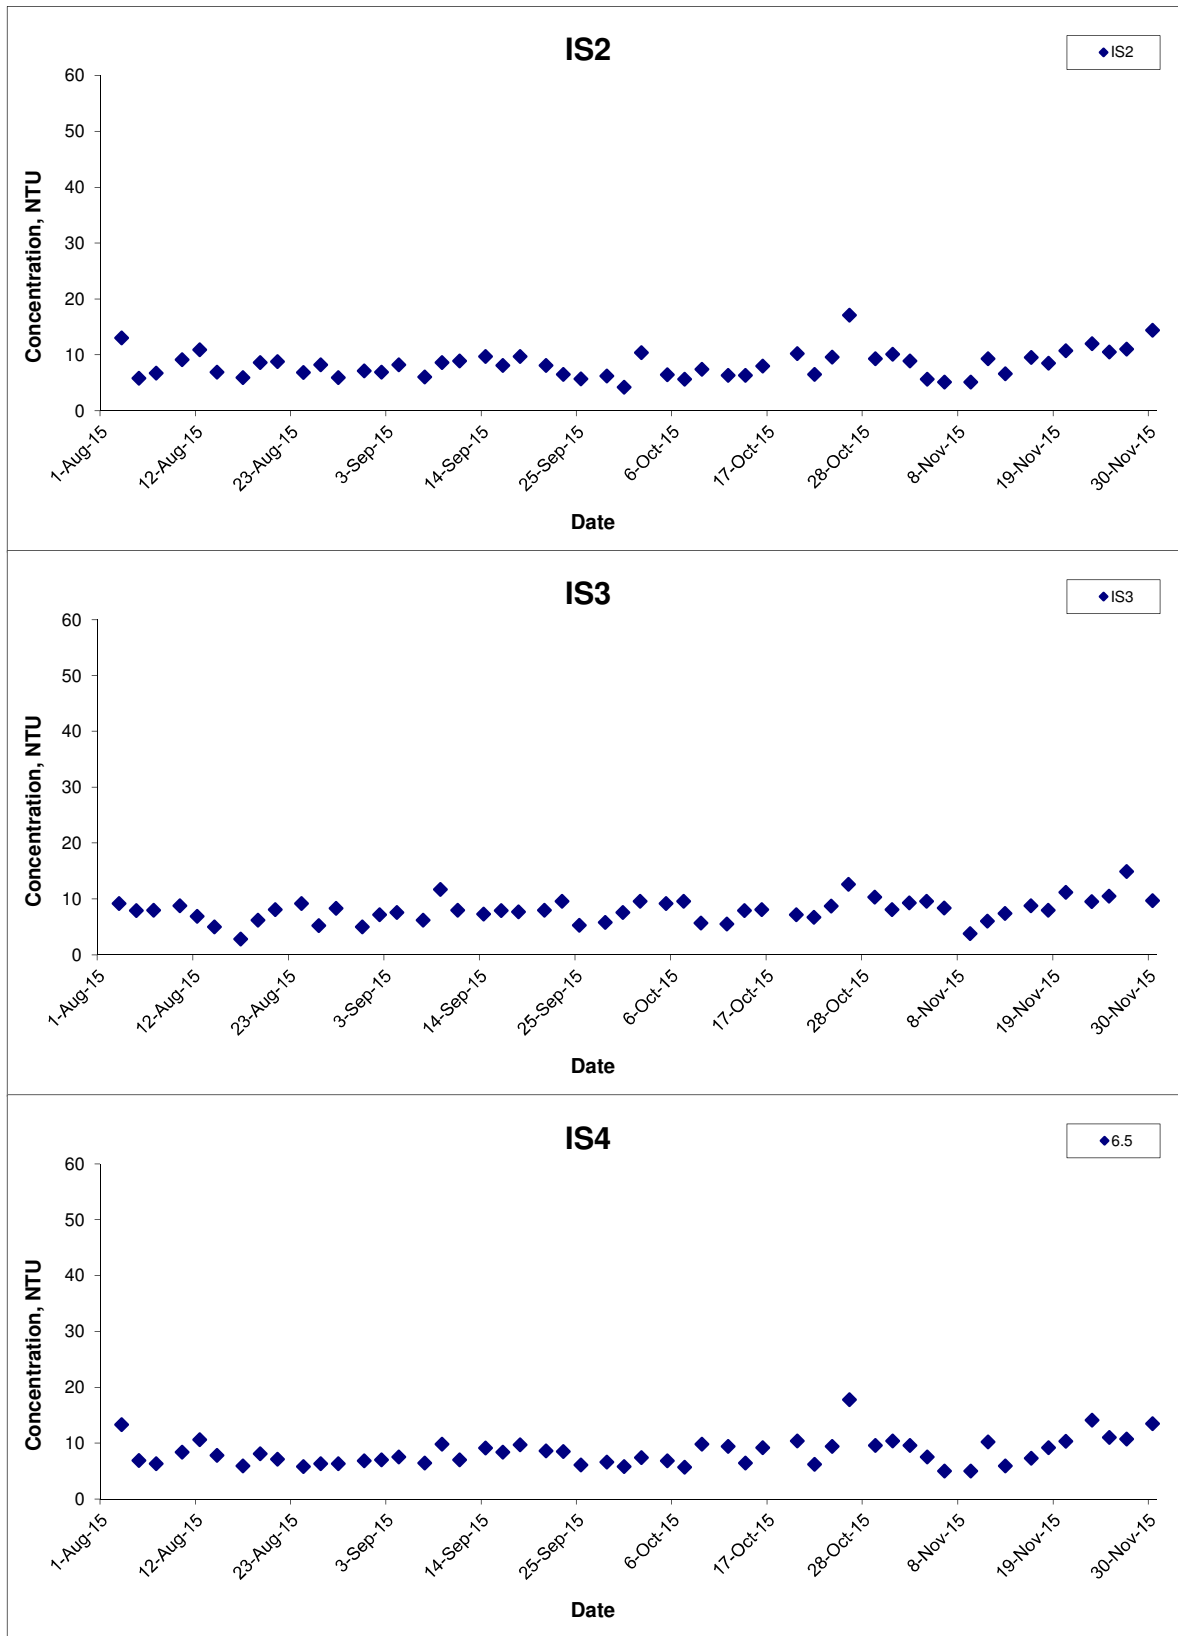 IS2
IS2
60
50
40
30
20
10
0
Concentration, NTU
1-Aug-15
12-Aug-15
23-Aug-15
3-Sep-15
14-Sep-15
25-Sep-15
6-Oct-15
17-Oct-15
28-Oct-15
8-Nov-15
19-Nov-15
30-Nov-15
Date
IS3
IS3
60
50
40
30
20
10
0
Concentration, NTU
1-Aug-15
12-Aug-15
23-Aug-15
3-Sep-15
14-Sep-15
25-Sep-15
6-Oct-15
17-Oct-15
28-Oct-15
8-Nov-15
19-Nov-15
30-Nov-15
Date
IS4
6.5
60
50
40
30
20
10
0
Concentration, NTU
1-Aug-15
12-Aug-15
23-Aug-15
3-Sep-15
14-Sep-15
25-Sep-15
6-Oct-15
17-Oct-15
28-Oct-15
8-Nov-15
19-Nov-15
30-Nov-15
Date